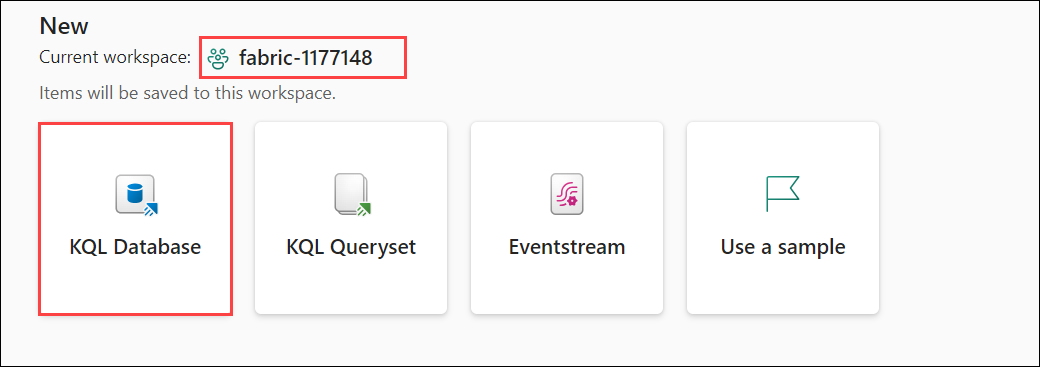 New
Current workspace: fabric-1177148
Items will be saved to this workspace.
KQL Database
KQL Queryset
Eventstream
Use a sample